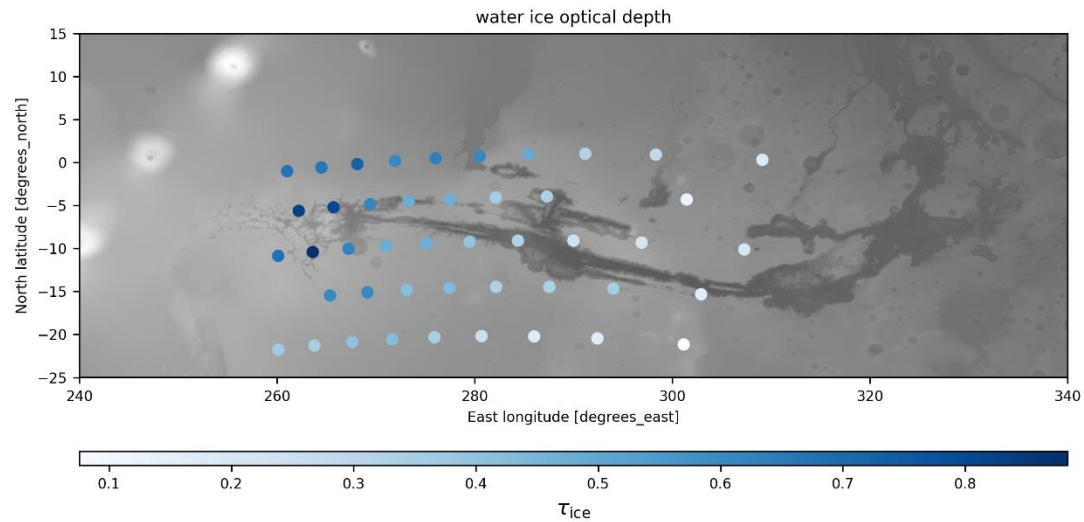 water ice optical depth
15
10
5
0
−5
−10
−15
−20
−25
North latitude [degrees_north]
240 260 280 300 320 340
East longitude [degrees_east]
0.1 0.2 0.3 0.4 0.5 0.6 0.7 0.8
τice